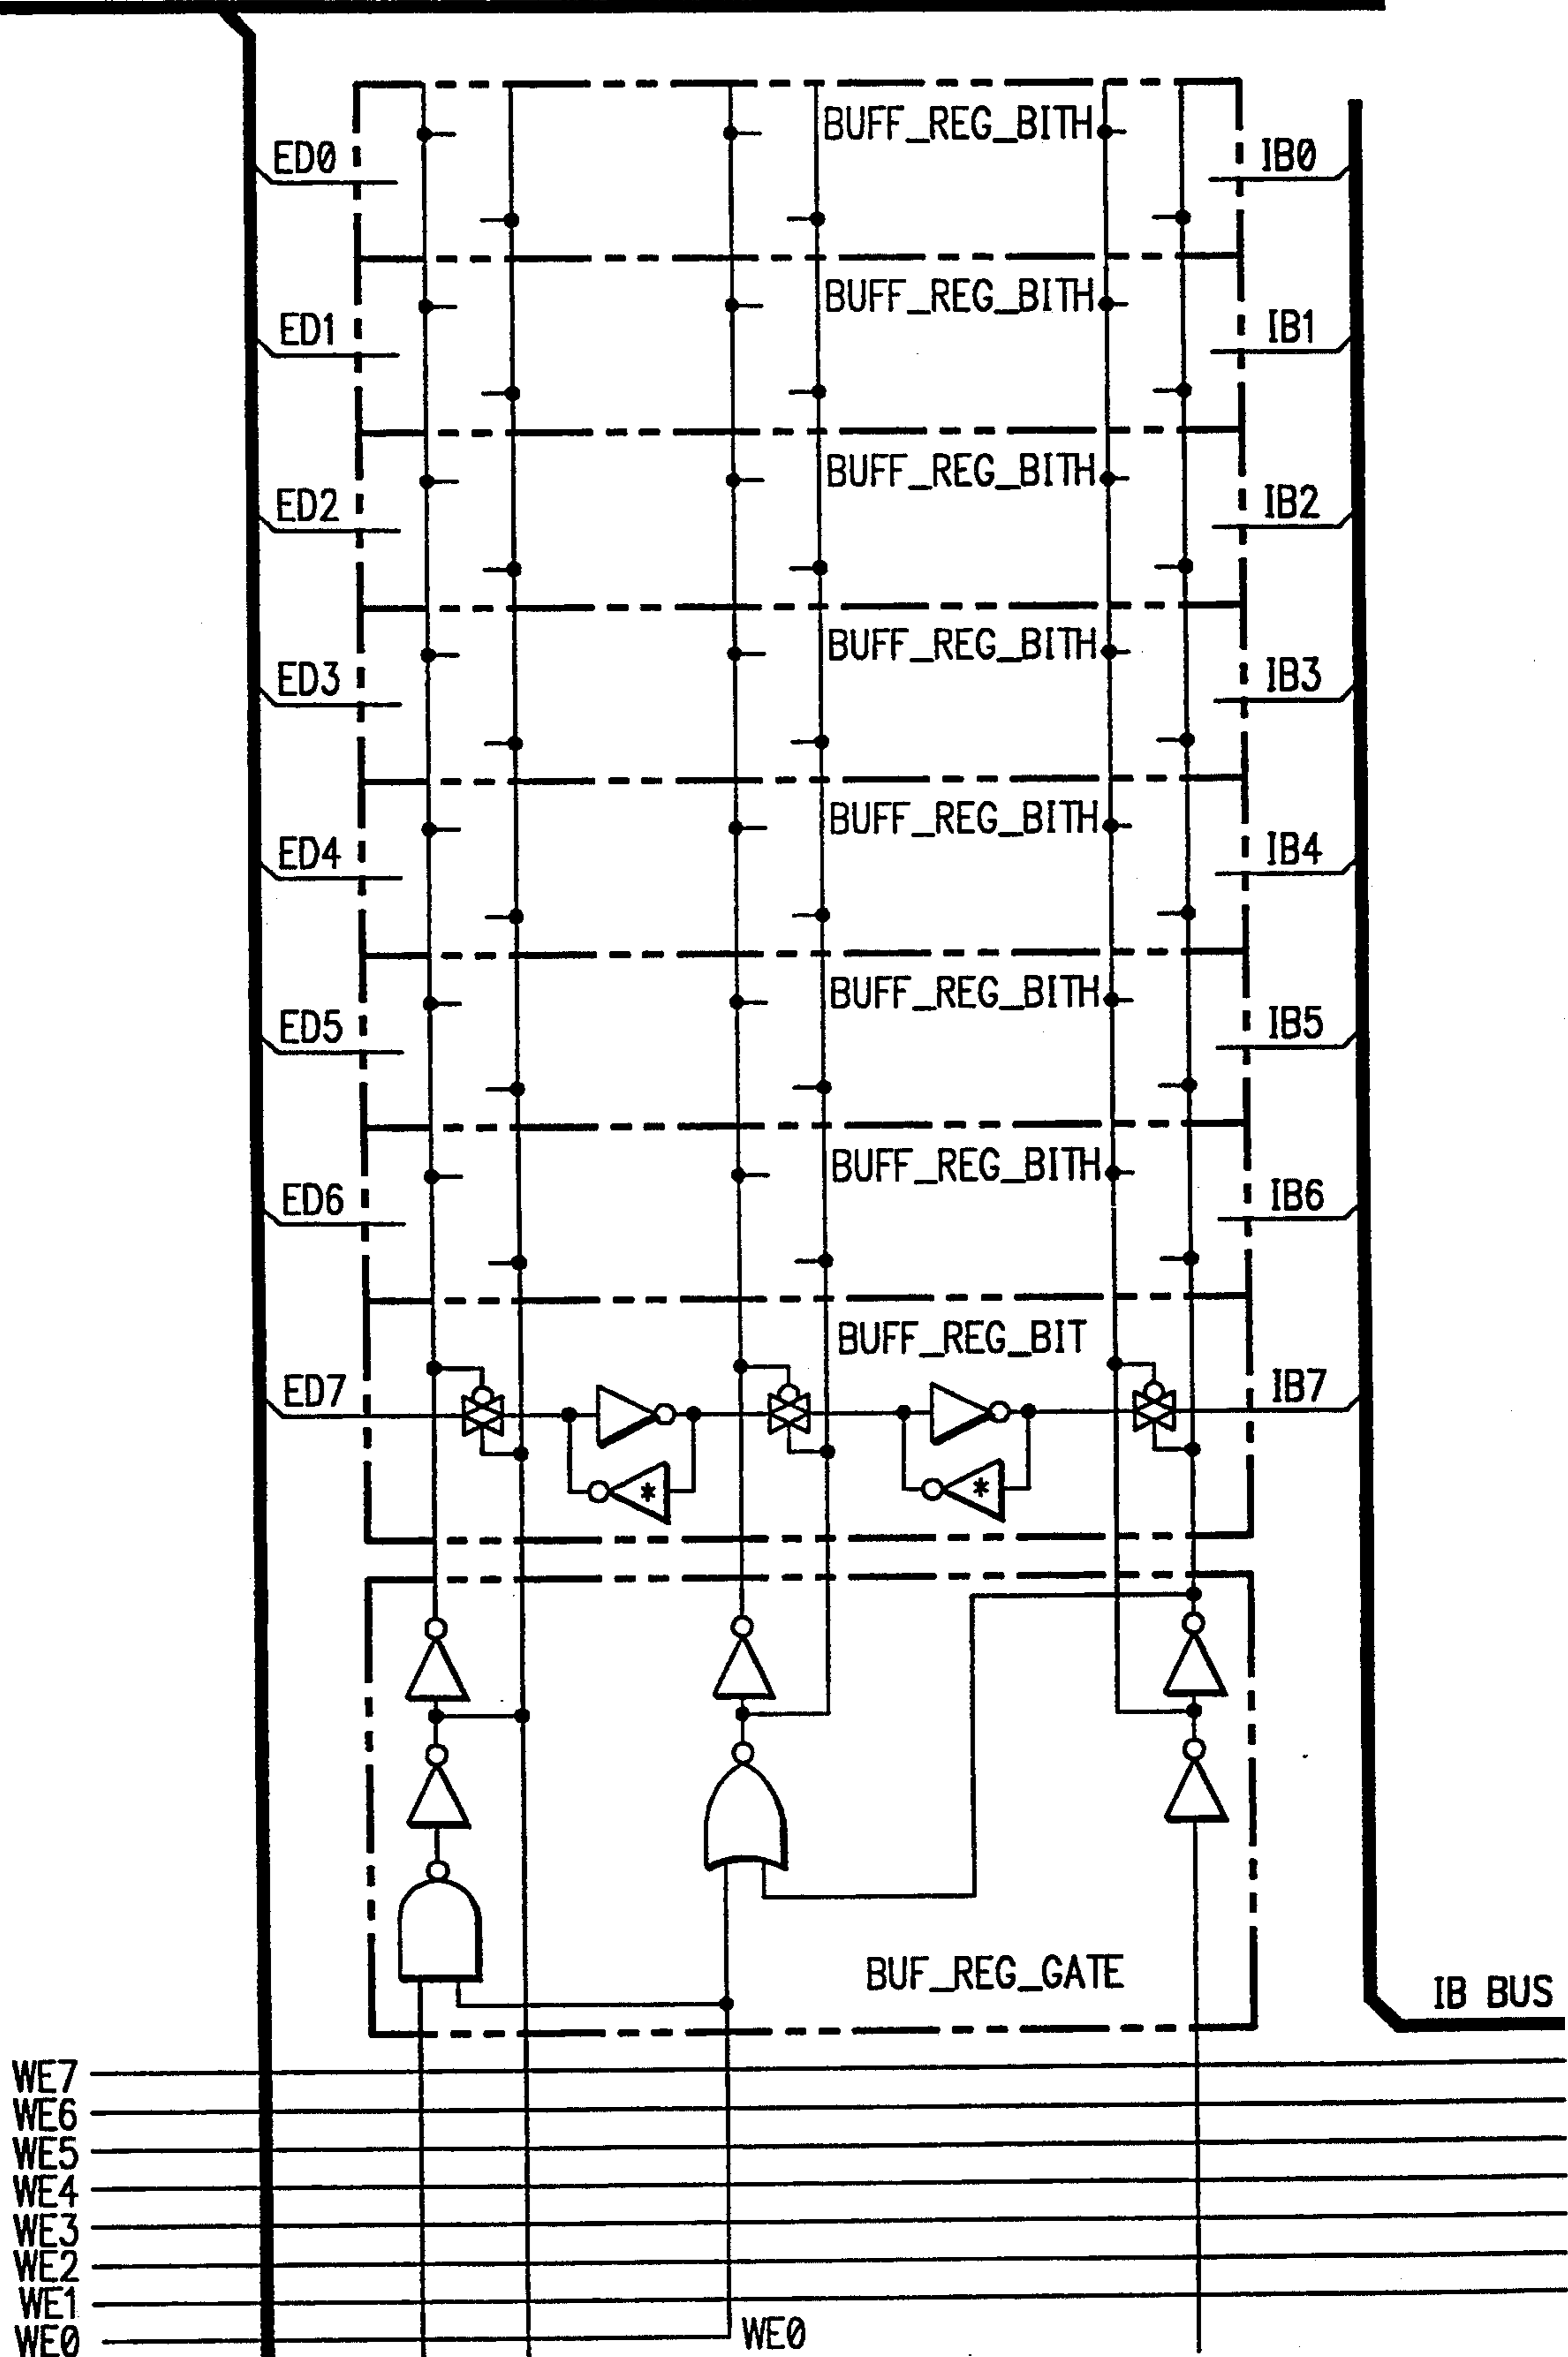 BUFF_REG_BITH
ED0 IB0
BUFF_REG_BITH
ED1 IB1
BUFF_REG_BITH
ED2 IB2
BUFF_REG_BITH
ED3 IB3
BUFF_REG_BITH
ED4 IB4
BUFF_REG_BITH
ED5 IB5
BUFF_REG_BITH
ED6 IB6
BUFF_REG_BIT
ED7 IB7
* *
BUF_REG_GATE
IB BUS
WE7
WE6
WE5
WE4
WE3
WE2
WE1
WE0 WE0